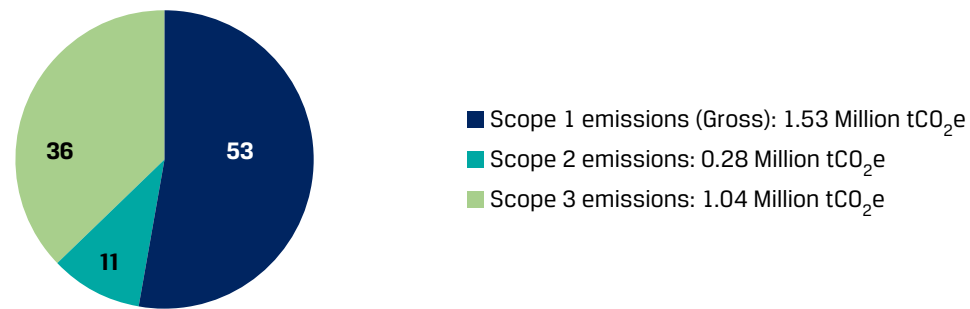 36
53
11
Scope 1 emissions (Gross): 1.53 Million tCO₂e
Scope 2 emissions: 0.28 Million tCO₂e
Scope 3 emissions: 1.04 Million tCO₂e